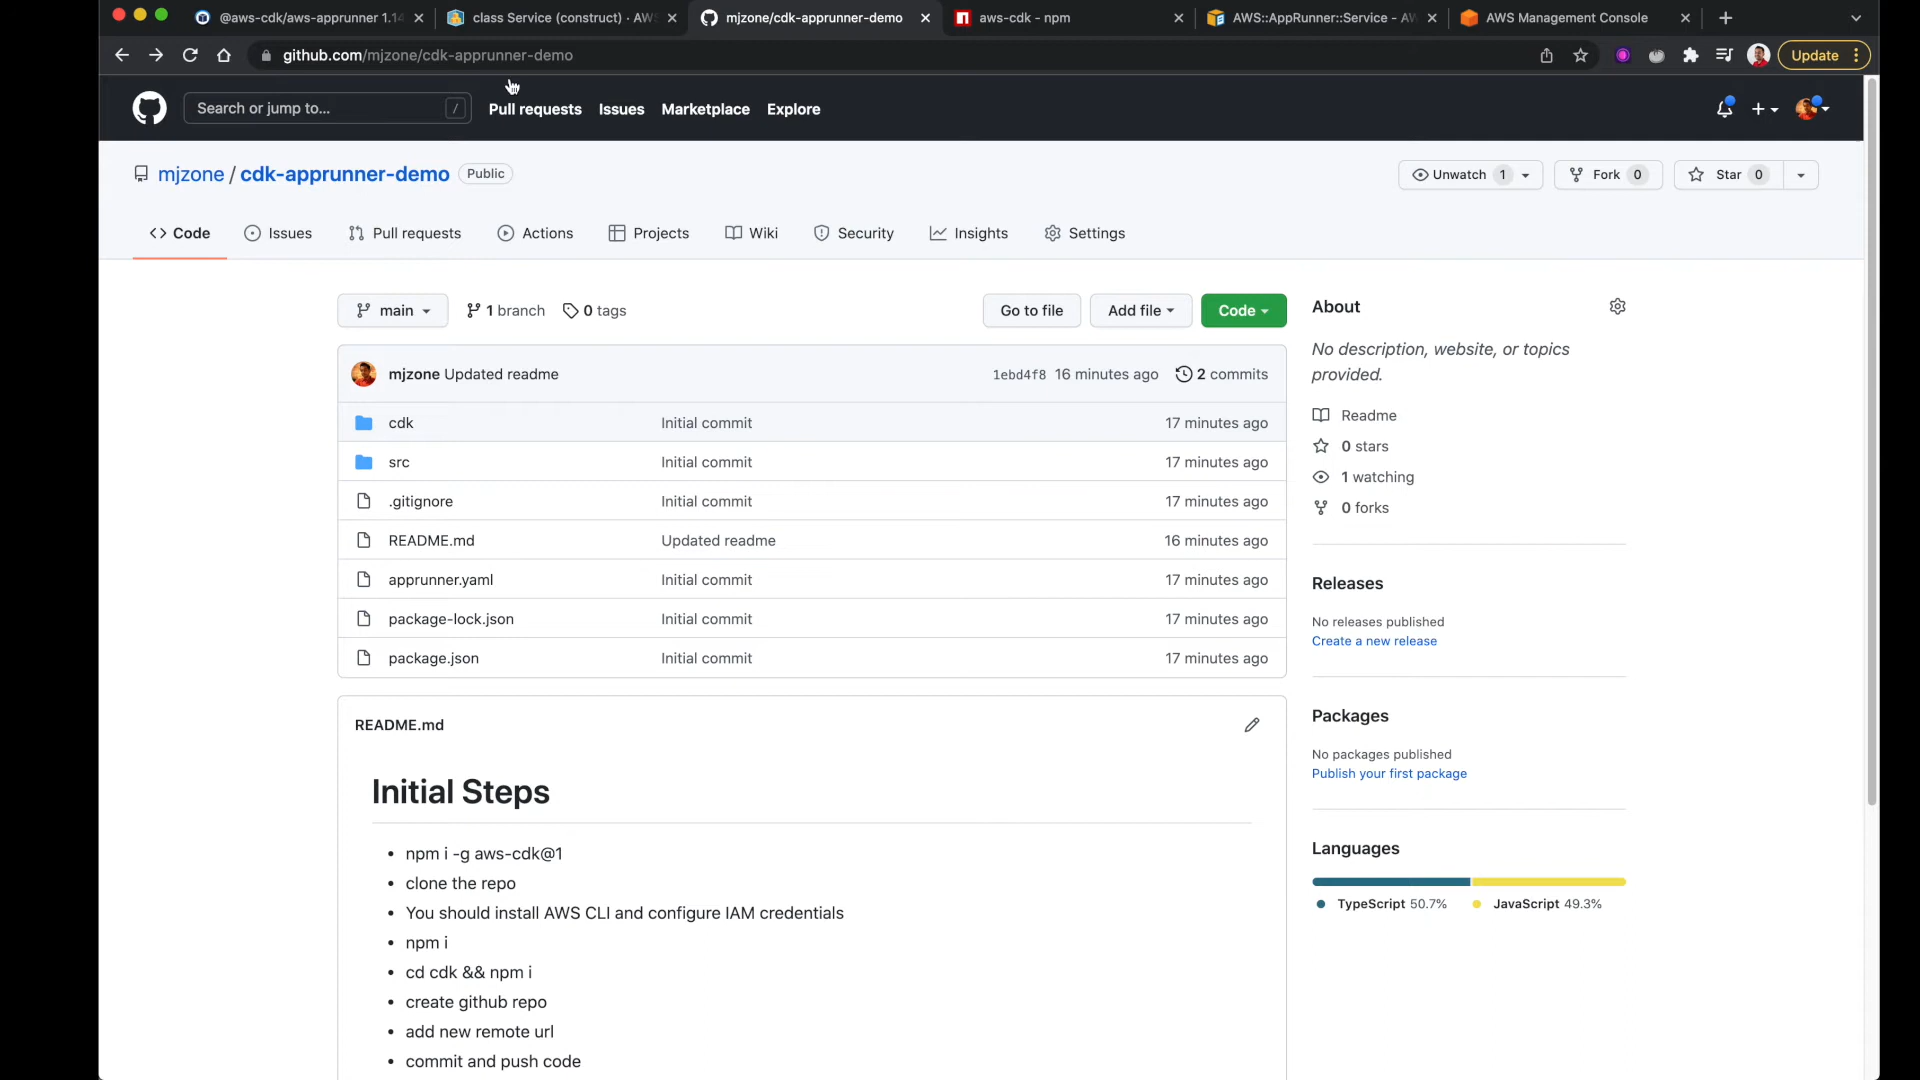 @aws-cdk/aws-apprunner 1.14
class Service (construct) · AWS
mjzone/cdk-apprunner-demo
aws-cdk - npm
AWS::AppRunner::Service - AW
AWS Management Console
github.com/mjzone/cdk-apprunner-demo
Update
Search or jump to...
/
Pull requests
Issues
Marketplace
Explore
mjzone / cdk-apprunner-demo
Public
Unwatch 1
Fork 0
Star 0
Code
Issues
Pull requests
Actions
Projects
Wiki
Security
Insights
Settings
main
1 branch
0 tags
Go to file
Add file
Code
mjzone Updated readme
1ebd4f8 16 minutes ago
2 commits
cdk Initial commit 17 minutes ago
src Initial commit 17 minutes ago
.gitignore Initial commit 17 minutes ago
README.md Updated readme 16 minutes ago
apprunner.yaml Initial commit 17 minutes ago
package-lock.json Initial commit 17 minutes ago
package.json Initial commit 17 minutes ago
README.md
Initial Steps
• npm i -g aws-cdk@1
• clone the repo
• You should install AWS CLI and configure IAM credentials
• npm i
• cd cdk && npm i
• create github repo
• add new remote url
• commit and push code
About
No description, website, or topics
provided.
Readme
0 stars
1 watching
0 forks
Releases
No releases published
Create a new release
Packages
No packages published
Publish your first package
Languages
TypeScript 50.7%
JavaScript 49.3%